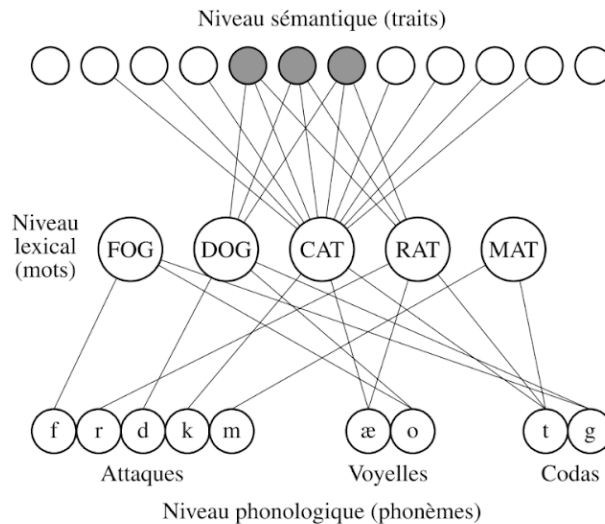 Niveau sémantique (traits)
Niveau
lexical
(mots)
FOG DOG CAT RAT MAT
f r d k m æ o t g
Attaques Voyelles Codas
Niveau phonologique (phonèmes)